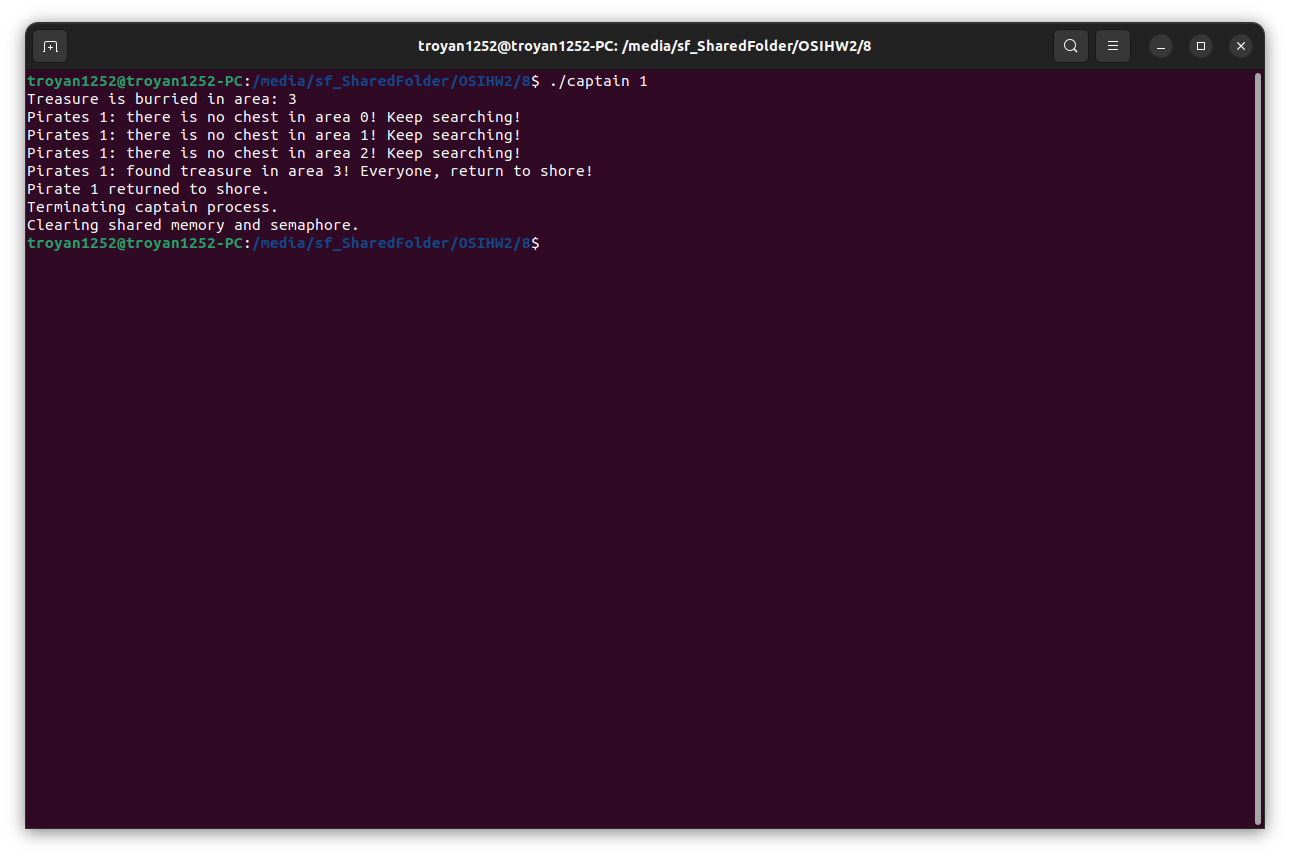 troyan1252@troyan1252-PC: /media/sf_SharedFolder/OSIHW2/8
troyan1252@troyan1252-PC:/media/sf_SharedFolder/OSIHW2/8$ ./captain 1
Treasure is burried in area: 3
Pirates 1: there is no chest in area 0! Keep searching!
Pirates 1: there is no chest in area 1! Keep searching!
Pirates 1: there is no chest in area 2! Keep searching!
Pirates 1: found treasure in area 3! Everyone, return to shore!
Pirate 1 returned to shore.
Terminating captain process.
Clearing shared memory and semaphore.
troyan1252@troyan1252-PC:/media/sf_SharedFolder/OSIHW2/8$